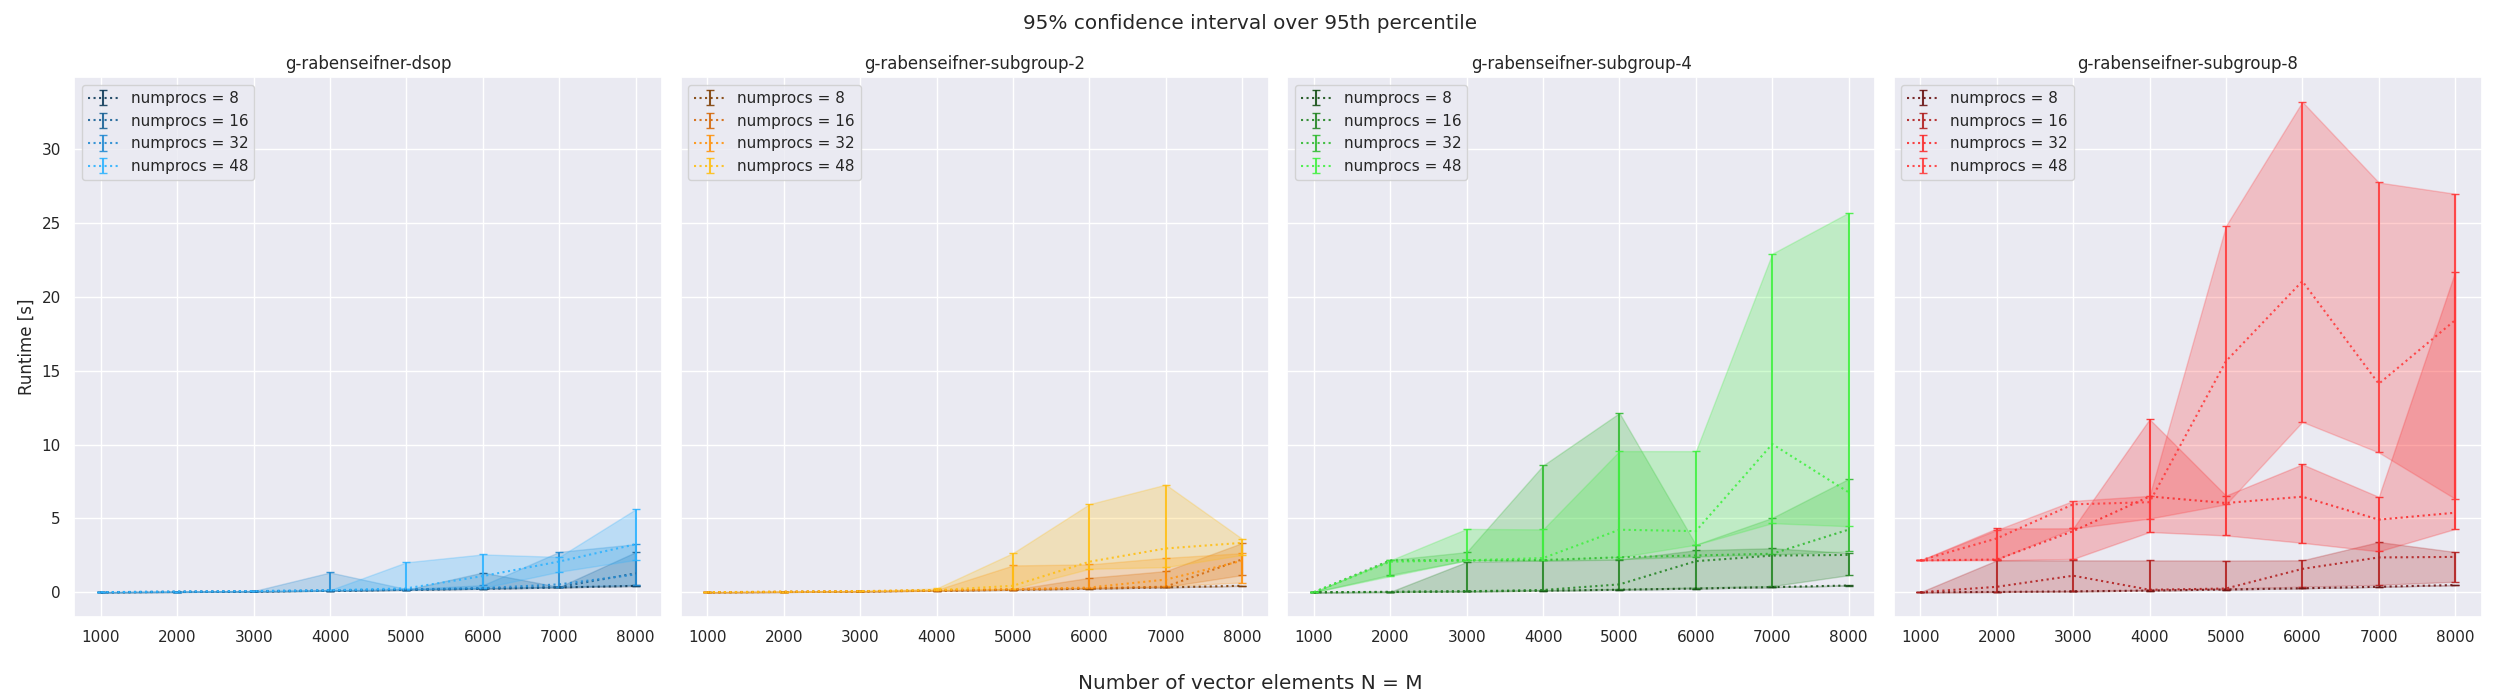 95% confidence interval over 95th percentile
g-rabenseifner-dsop
numprocs = 8
numprocs = 16
numprocs = 32
numprocs = 48
g-rabenseifner-subgroup-2
numprocs = 8
numprocs = 16
numprocs = 32
numprocs = 48
g-rabenseifner-subgroup-4
numprocs = 8
numprocs = 16
numprocs = 32
numprocs = 48
g-rabenseifner-subgroup-8
numprocs = 8
numprocs = 16
numprocs = 32
numprocs = 48
Runtime [s]
30
25
20
15
10
5
0
1000 2000 3000 4000 5000 6000 7000 8000
1000 2000 3000 4000 5000 6000 7000 8000
1000 2000 3000 4000 5000 6000 7000 8000
1000 2000 3000 4000 5000 6000 7000 8000
Number of vector elements N = M